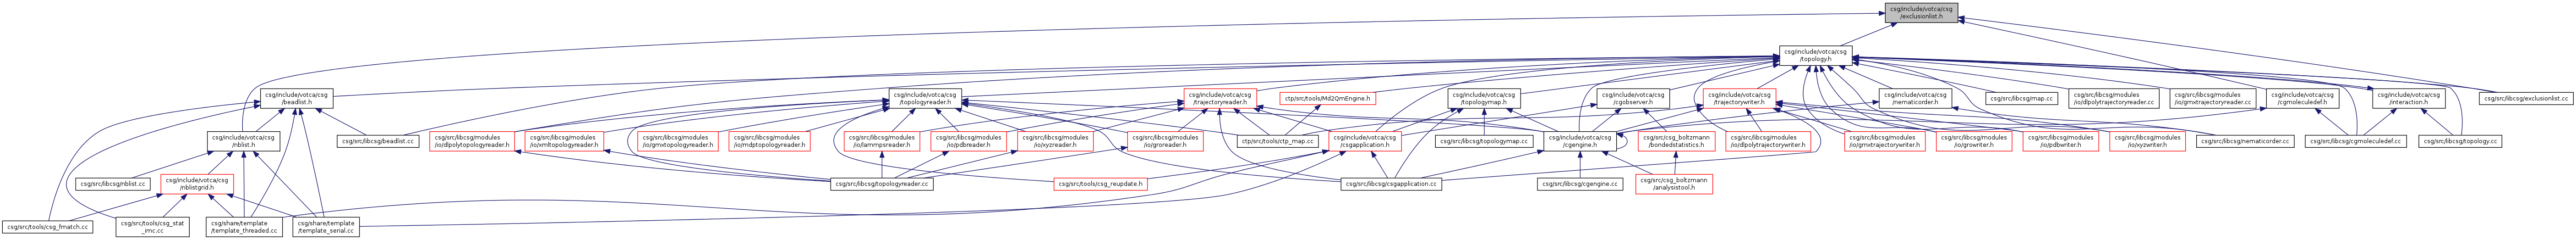 csg/include/votca/csg
/exclusionlist.h
csg/include/votca/csg
/topology.h
csg/include/votca/csg
/beadlist.h
csg/include/votca/csg
/topologyreader.h
csg/include/votca/csg
/trajectoryreader.h
ctp/src/tools/Md2QmEngine.h
csg/include/votca/csg
/topologymap.h
csg/include/votca/csg
/cgobserver.h
csg/include/votca/csg
/trajectorywriter.h
csg/include/votca/csg
/nematicorder.h
csg/src/libcsg/map.cc
csg/src/libcsg/modules
/io/dlpolytrajectoryreader.cc
csg/src/libcsg/modules
/io/gmxtrajectoryreader.cc
csg/include/votca/csg
/cgmoleculedef.h
csg/include/votca/csg
/interaction.h
csg/src/libcsg/exclusionlist.cc
csg/include/votca/csg
/nblist.h
csg/src/libcsg/beadlist.cc
csg/src/libcsg/modules
/io/dlpolytopologyreader.h
csg/src/libcsg/modules
/io/xmltopologyreader.h
csg/src/libcsg/modules
/io/gmxtopologyreader.h
csg/src/libcsg/modules
/io/mdptopologyreader.h
csg/src/libcsg/modules
/io/lammpsreader.h
csg/src/libcsg/modules
/io/pdbreader.h
csg/src/libcsg/modules
/io/xyzreader.h
csg/src/libcsg/modules
/io/groreader.h
ctp/src/tools/ctp_map.cc
csg/include/votca/csg
/csgapplication.h
csg/src/libcsg/topologymap.cc
csg/include/votca/csg
/cgengine.h
csg/src/csg_boltzmann
/bondedstatistics.h
csg/src/libcsg/modules
/io/dlpolytrajectorywriter.h
csg/src/libcsg/modules
/io/gmxtrajectorywriter.h
csg/src/libcsg/modules
/io/growriter.h
csg/src/libcsg/modules
/io/pdbwriter.h
csg/src/libcsg/modules
/io/xyzwriter.h
csg/src/libcsg/nematicorder.cc
csg/src/libcsg/cgmoleculedef.cc
csg/src/libcsg/topology.cc
csg/src/libcsg/nblist.cc
csg/include/votca/csg
/nblistgrid.h
csg/src/libcsg/topologyreader.cc
csg/src/tools/csg_reupdate.h
csg/src/libcsg/csgapplication.cc
csg/src/libcsg/cgengine.cc
csg/src/csg_boltzmann
/analysistool.h
csg/src/tools/csg_fmatch.cc
csg/src/tools/csg_stat
_imc.cc
csg/share/template
/template_threaded.cc
csg/share/template
/template_serial.cc